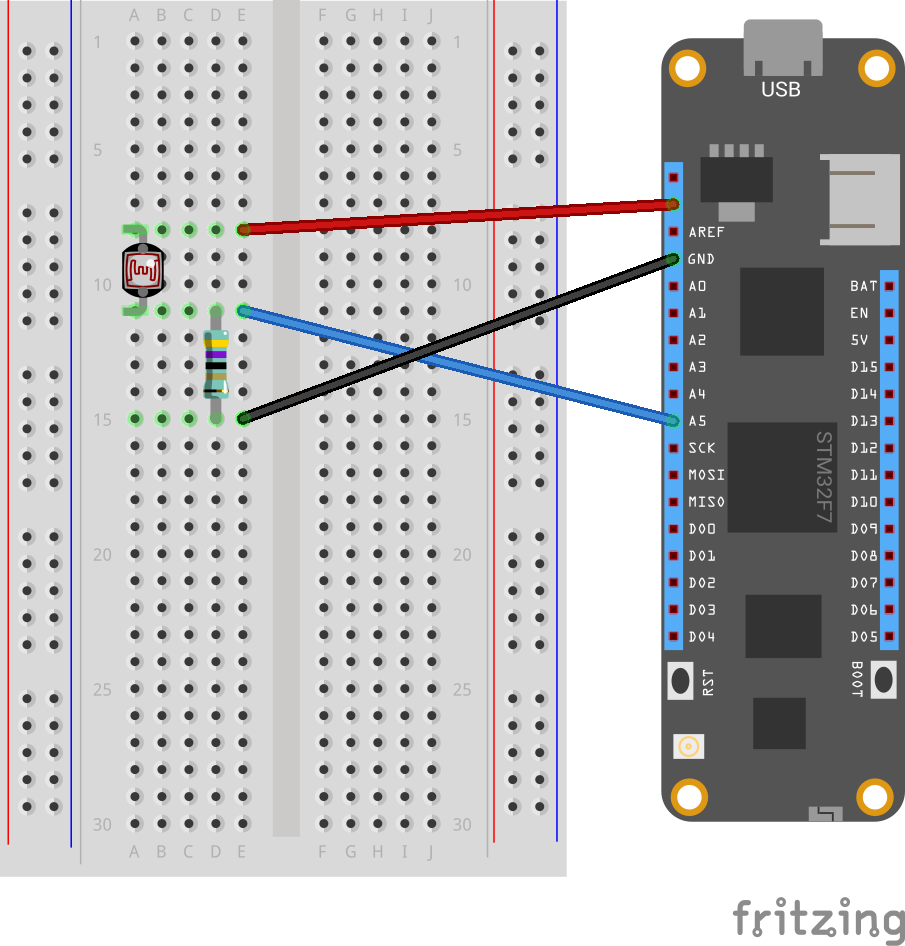 A B C D E F G H I J
1 1
5 5
10 10
15 15
20 20
25 25
30 30
A B C D E F G H I J
USB
AREF
GND
A0 BAT
A1 EN
A2 5V
A3 D15
A4 D14
A5 D13
SCK D12
MOSI D11
MISO D10
D00 D09
D01 D08
D02 D07
D03 D06
D04 D05
STM32F7
RST
BOOT
fritzing